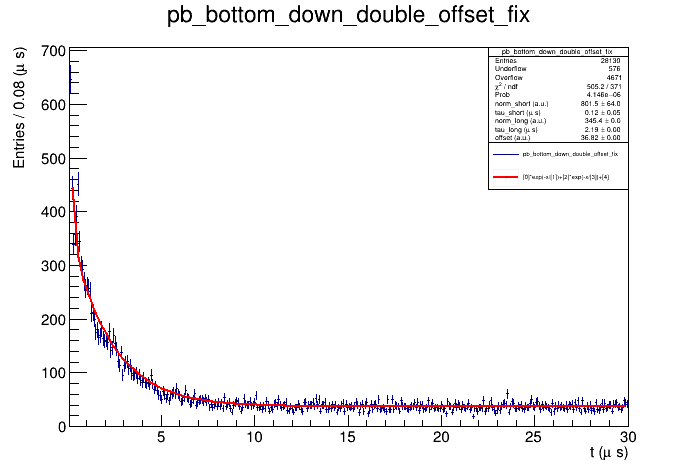 pb_bottom_down_double_offset_fix
Entries / 0.08 (μ s)
700
600
500
400
300
200
100
0
5
10
15
20
25
30
t (μ s)
pb_bottom_down_double_offset_fix
Entries 28130
Underflow 576
Overflow 4671
χ² / ndf 505.2 / 371
Prob 4.146e−06
norm_short (a.u.) 801.5 ± 64.0
tau_short (μ s) 0.12 ± 0.05
norm_long (a.u.) 345.4 ± 0.0
tau_long (μ s) 2.19 ± 0.00
offset (a.u.) 36.82 ± 0.00
pb_bottom_down_double_offset_fix
[0]*exp(-x/[1])+[2]*exp(-x/[3])+[4]